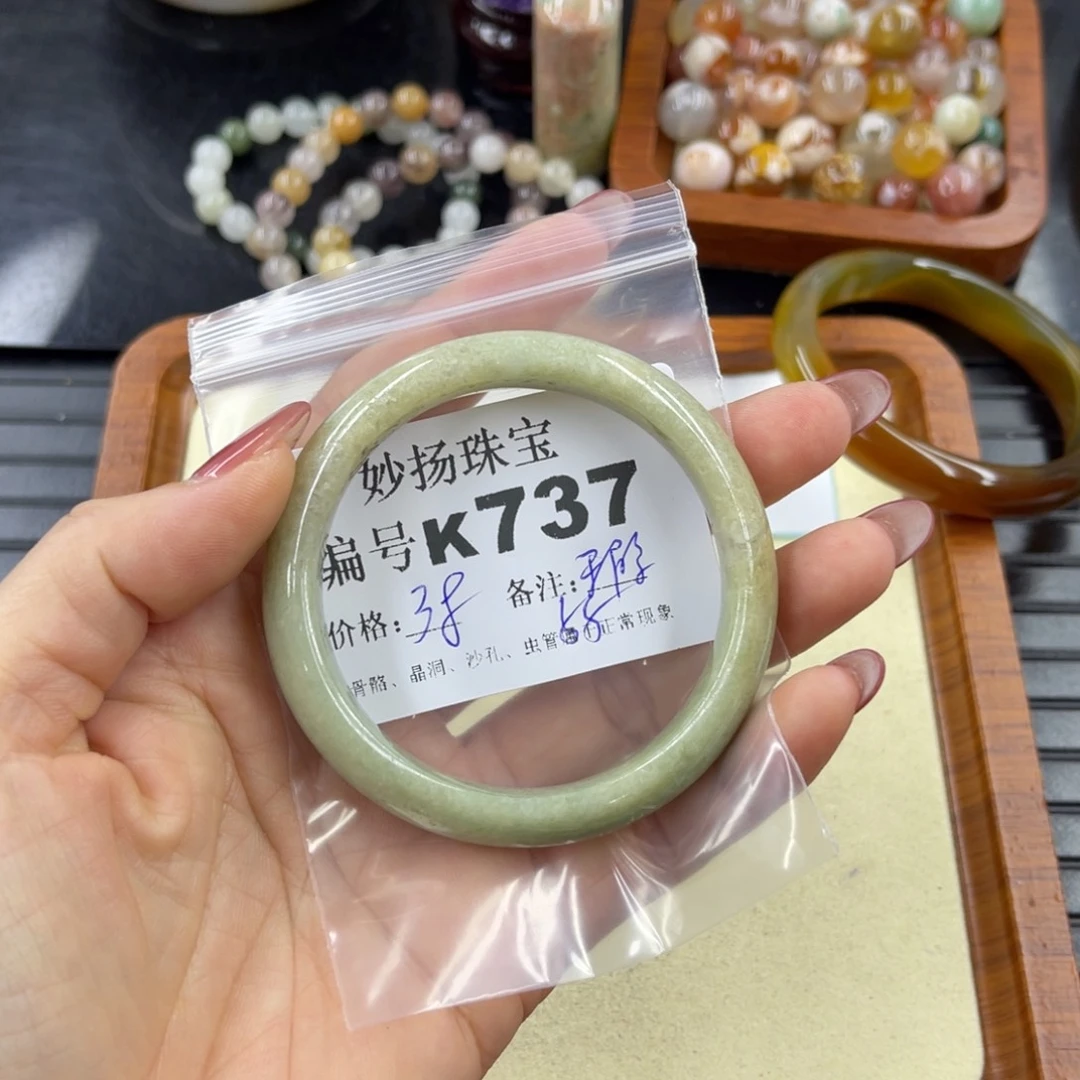 妙扬珠宝
编号K737
价格:38 备注:
58
骨骼、晶洞、沙孔、虫管 正常现象